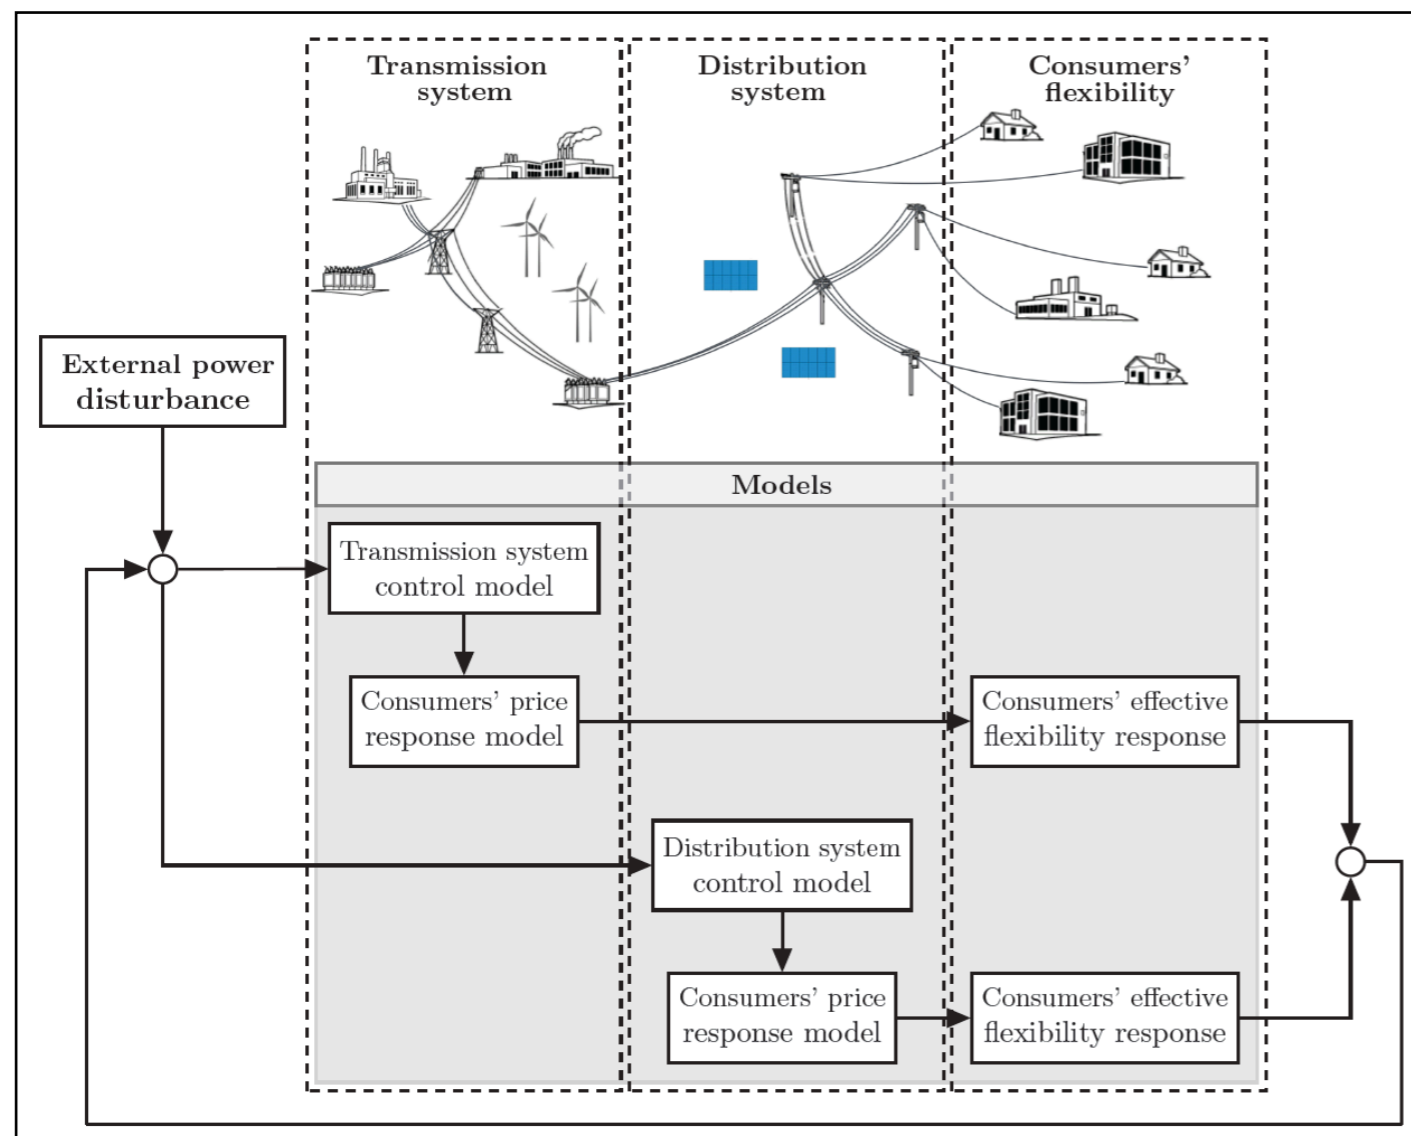 Transmission
system
Distribution
system
Consumers’
flexibility
External power
disturbance
Models
Transmission system
control model
Consumers’ price
response model
Consumers’ effective
flexibility response
Distribution system
control model
Consumers’ price
response model
Consumers’ effective
flexibility response